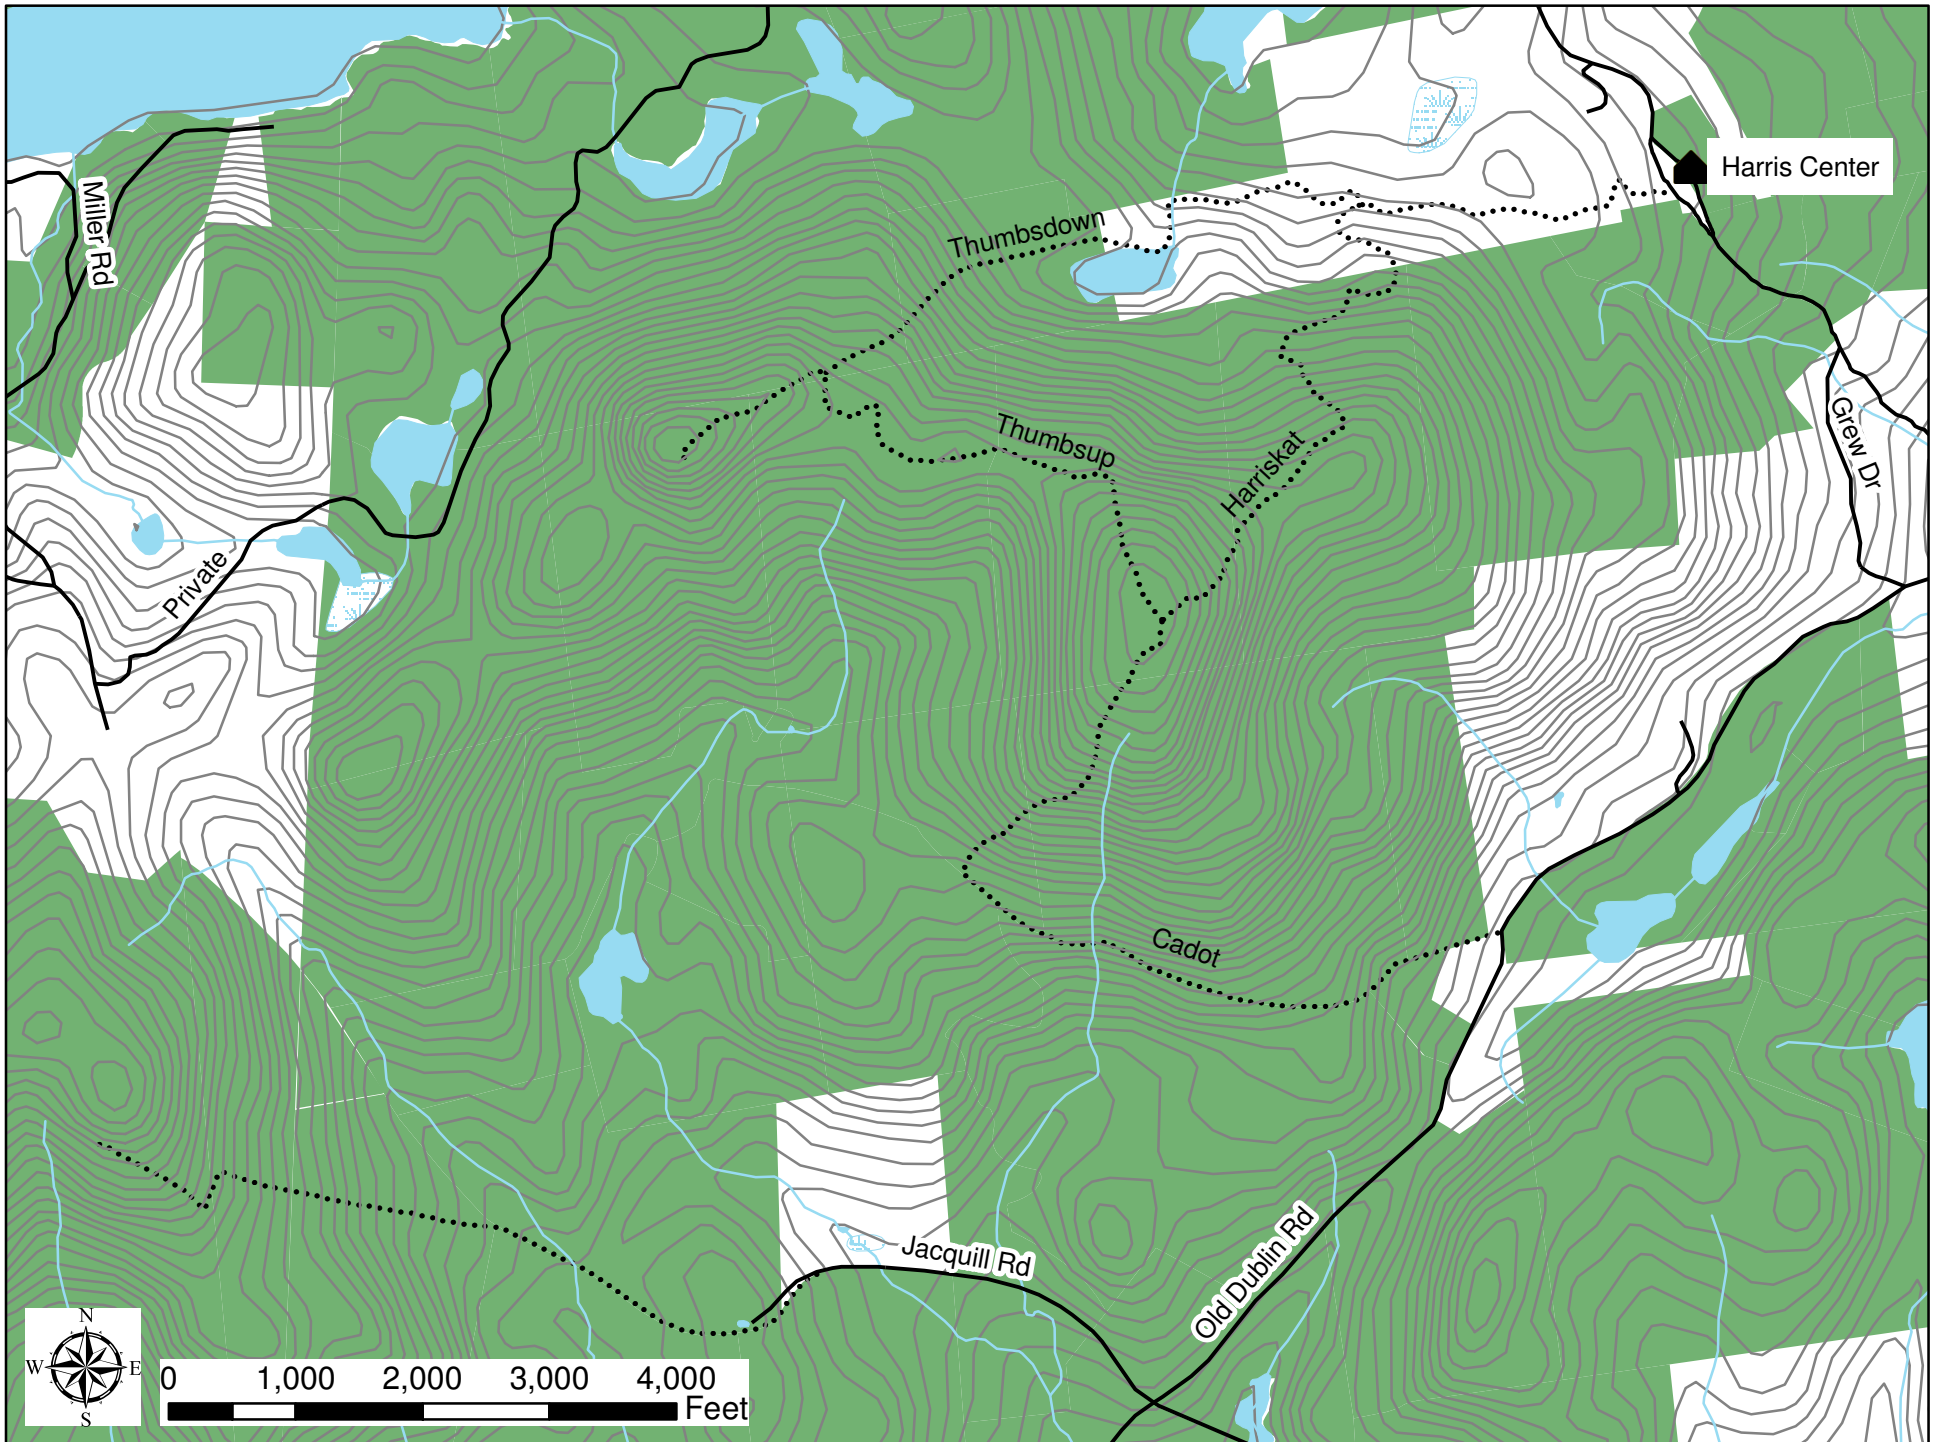 Harris Center
Miller Rd
Thumbsdown
Thumbsup
Harriskat
Grew Dr
Private
Cadot
Jacquill Rd
Old Dublin Rd
N
W E
S
0 1,000 2,000 3,000 4,000
Feet